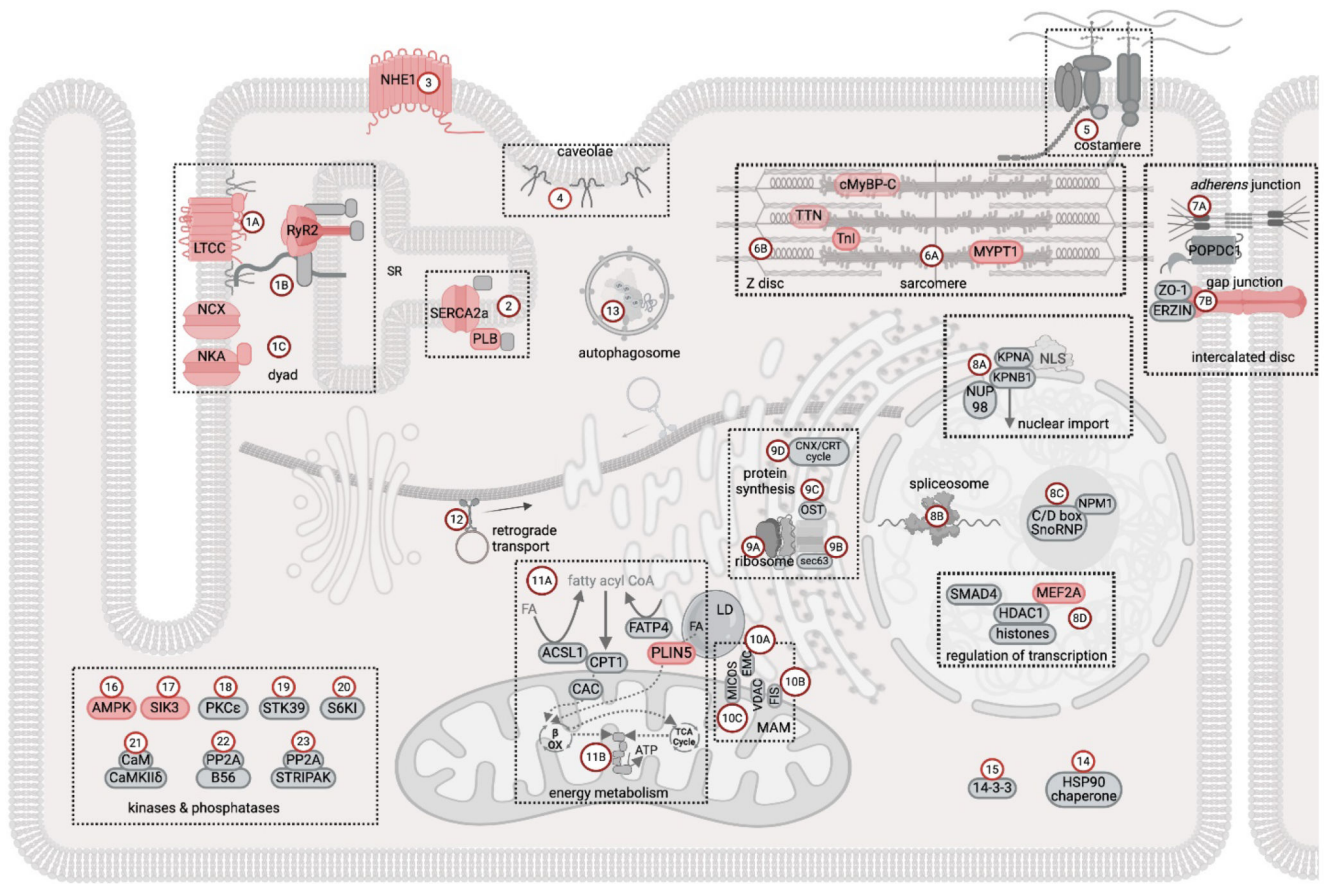 NHE1
3
caveolae
4
5
costamere
1A
LTCC
RyR2
1B
NCX
NKA
1C
dyad
SR
SERCA2a
2
PLB
13
autophagosome
cMyBP-C
TTN
TnI
6B
6A
MYPT1
Z disc
sarcomere
adherens junction
7A
POPDC1
gap junction
ZO-1
7B
ERZIN
intercalated disc
8A
KPNA
NLS
KPNB1
NUP
98
nuclear import
9D
CNX/CRT
cycle
protein
synthesis
9C
OST
9A
9B
ribosome
sec63
spliceosome
8B
8C
NPM1
C/D box
SnoRNP
SMAD4
MEF2A
HDAC1
8D
histones
regulation of transcription
12
retrograde
transport
11A
fatty acyl CoA
FA
FATP4
ACSL1
CPT1
PLIN5
CAC
LD
FA
β
OX
TCA
Cycle
11B
ATP
energy metabolism
10A
EMC
MICOS
10B
VDAC
FIS
10C
MAM
16
AMPK
17
SIK3
18
PKCε
19
STK39
20
S6KI
21
CaM
CaMKIIδ
22
PP2A
B56
23
PP2A
STRIPAK
kinases & phosphatases
15
14-3-3
14
HSP90
chaperone